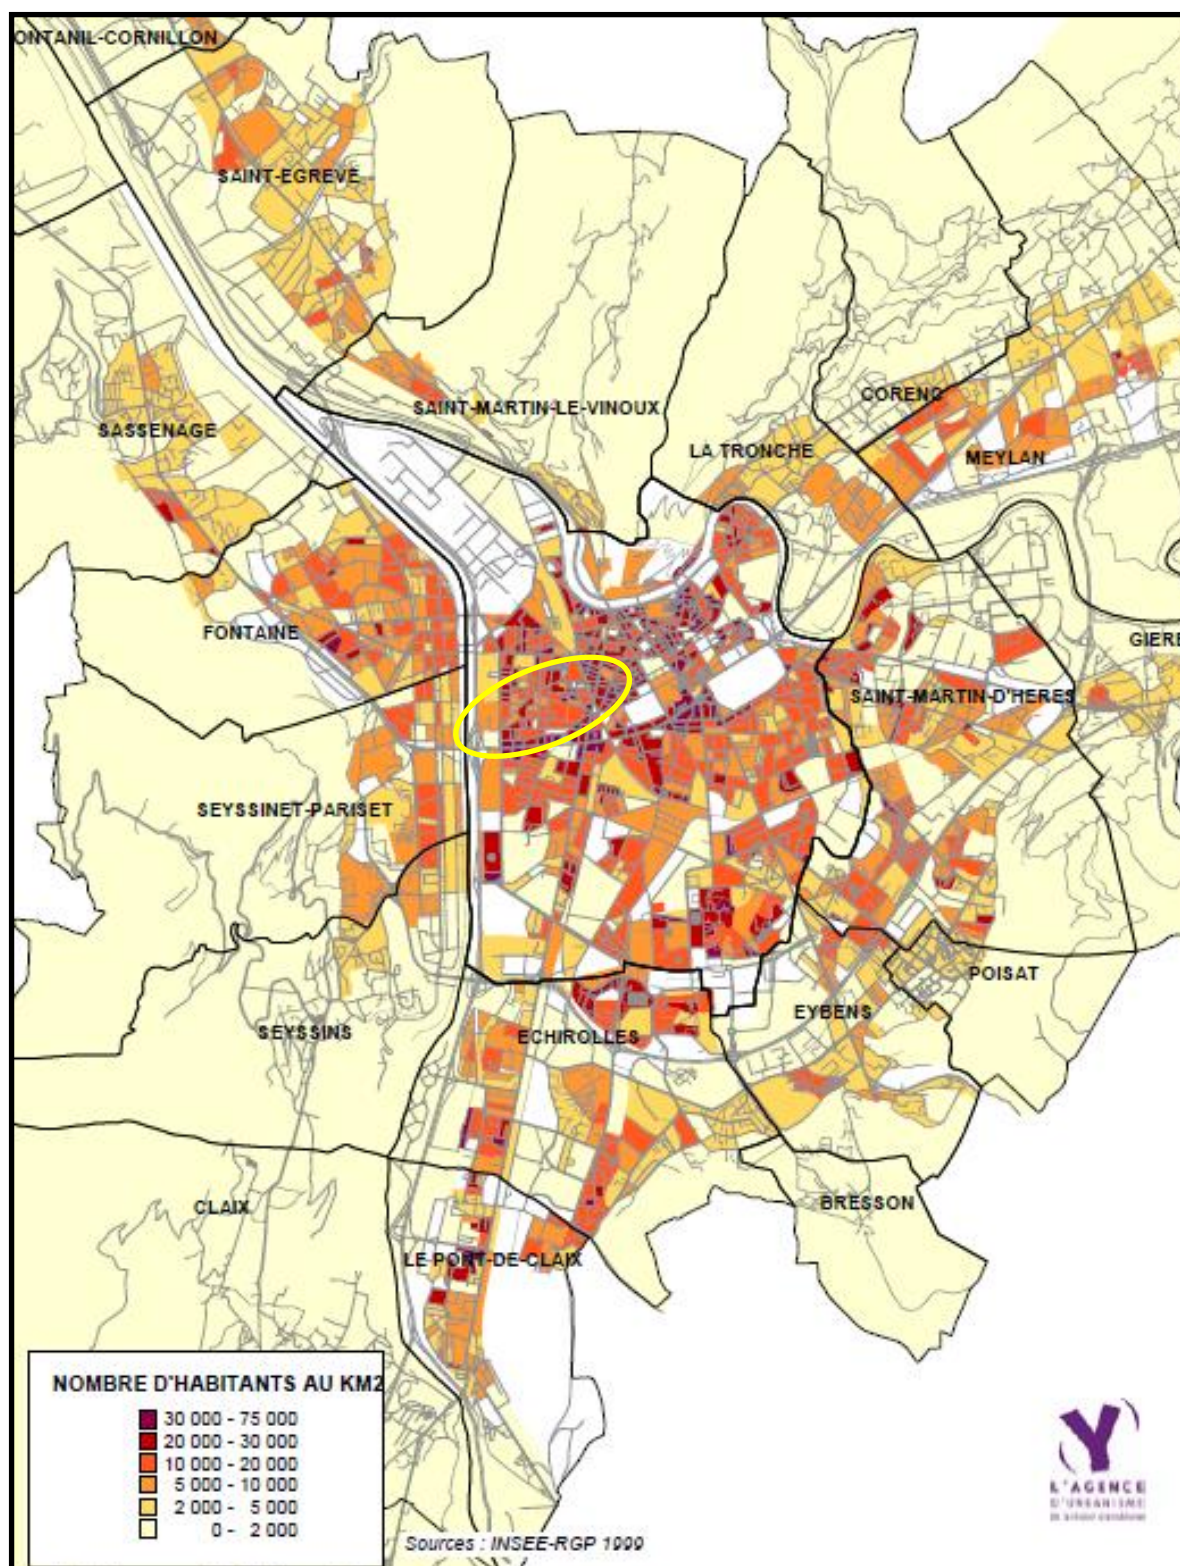 ONTANIL-CORNILLON
SAINT-EGREVE
SAINT-MARTIN-LE-VINOUX
CORENC
SASSENAGE
LA TRONCHE
MEYLAN
FONTAINE
GIERE
SAINT-MARTIN-D'HERES
SEYSSINET-PARISET
POISAT
EYBENS
SEYSSINS
ECHIROLLES
CLAIX
BRESSON
LE PONT-DE-CLAIX
NOMBRE D'HABITANTS AU KM2
30 000 - 75 000
20 000 - 30 000
10 000 - 20 000
5 000 - 10 000
2 000 - 5 000
0 - 2 000
Sources : INSEE-RGP 1999
Y
L'AGENCE
D'URBANISME